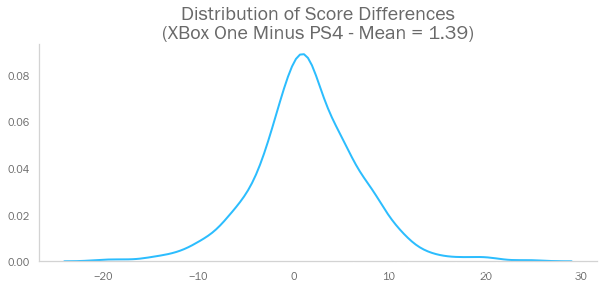 Distribution of Score Differences
(XBox One Minus PS4 - Mean = 1.39)
0.08
0.06
0.04
0.02
0.00
−20 −10 0 10 20 30